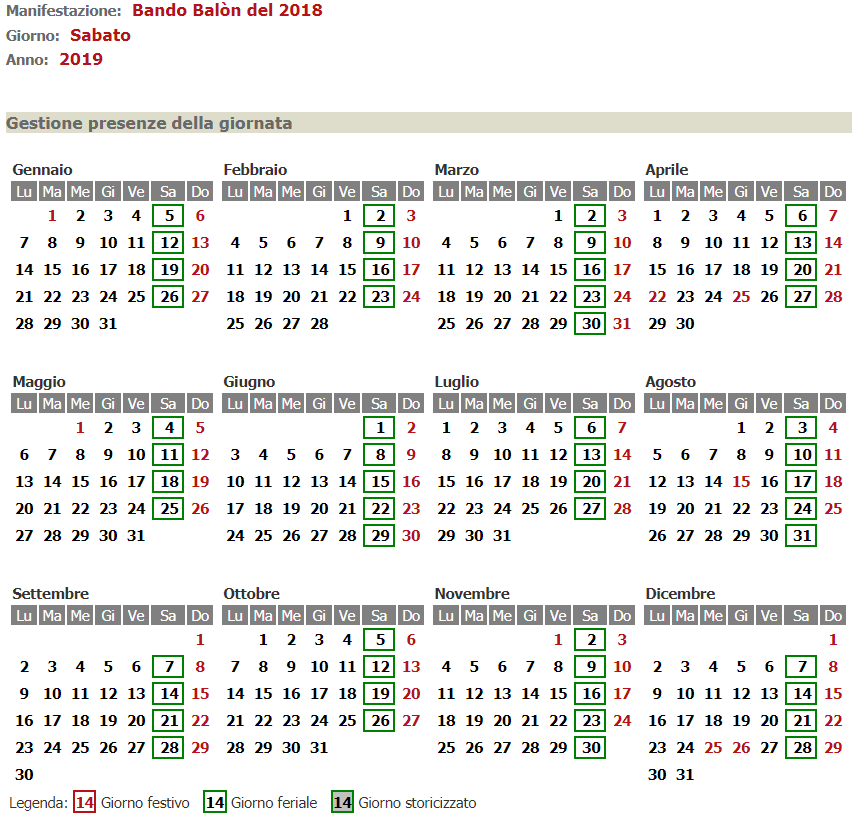 Manifestazione: Bando Balòn del 2018
Giorno: Sabato
Anno: 2019
Gestione presenze della giornata
Gennaio Febbraio Marzo Aprile
Lu Ma Me Gi Ve Sa Do Lu Ma Me Gi Ve Sa Do Lu Ma Me Gi Ve Sa Do Lu Ma Me Gi Ve Sa Do
1 2 3 4 5 6 1 2 3 1 2 3 1 2 3 4 5 6 7
7 8 9 10 11 12 13 4 5 6 7 8 9 10 4 5 6 7 8 9 10 8 9 10 11 12 13 14
14 15 16 17 18 19 20 11 12 13 14 15 16 17 11 12 13 14 15 16 17 15 16 17 18 19 20 21
21 22 23 24 25 26 27 18 19 20 21 22 23 24 18 19 20 21 22 23 24 22 23 24 25 26 27 28
28 29 30 31 25 26 27 28 25 26 27 28 29 30 31 29 30
Maggio Giugno Luglio Agosto
Lu Ma Me Gi Ve Sa Do Lu Ma Me Gi Ve Sa Do Lu Ma Me Gi Ve Sa Do Lu Ma Me Gi Ve Sa Do
1 2 3 4 5 1 2 1 2 3 4 5 6 7 1 2 3 4
6 7 8 9 10 11 12 3 4 5 6 7 8 9 8 9 10 11 12 13 14 5 6 7 8 9 10 11
13 14 15 16 17 18 19 10 11 12 13 14 15 16 15 16 17 18 19 20 21 12 13 14 15 16 17 18
20 21 22 23 24 25 26 17 18 19 20 21 22 23 22 23 24 25 26 27 28 19 20 21 22 23 24 25
27 28 29 30 31 24 25 26 27 28 29 30 29 30 31 26 27 28 29 30 31
Settembre Ottobre Novembre Dicembre
Lu Ma Me Gi Ve Sa Do Lu Ma Me Gi Ve Sa Do Lu Ma Me Gi Ve Sa Do Lu Ma Me Gi Ve Sa Do
1 1 2 3 4 5 6 1 2 3 1
2 3 4 5 6 7 8 7 8 9 10 11 12 13 4 5 6 7 8 9 10 2 3 4 5 6 7 8
9 10 11 12 13 14 15 14 15 16 17 18 19 20 11 12 13 14 15 16 17 9 10 11 12 13 14 15
16 17 18 19 20 21 22 21 22 23 24 25 26 27 18 19 20 21 22 23 24 16 17 18 19 20 21 22
23 24 25 26 27 28 29 28 29 30 31 25 26 27 28 29 30 23 24 25 26 27 28 29
30 30 31
Legenda: 14 Giorno festivo 14 Giorno feriale 14 Giorno storicizzato